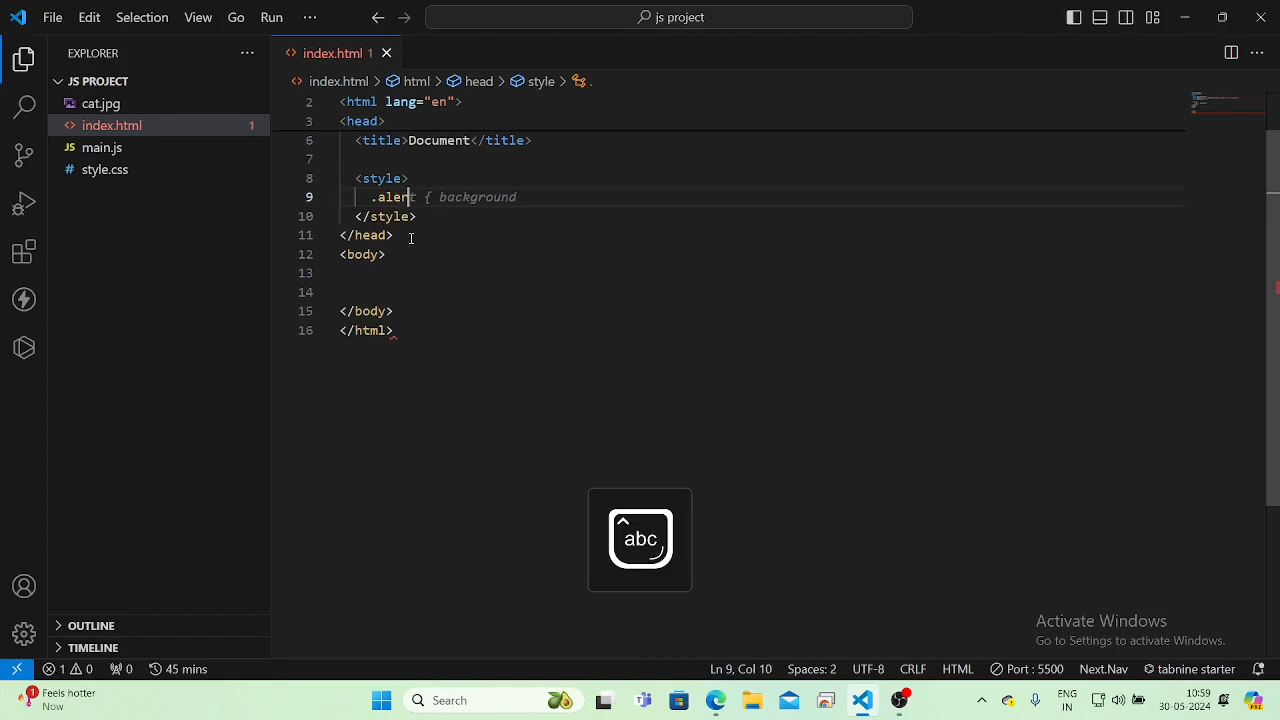 File Edit Selection View Go Run ··· js project
EXPLORER ···
index.html 1
JS PROJECT
index.html > html > head > style > .
cat.jpg
index.html 1
main.js
style.css
2 <html lang="en">
3 <head>
6 <title>Document</title>
7
8 <style>
9 .alert { background
10 </style>
11 </head>
12 <body>
13
14
15 </body>
16 </html>
abc
OUTLINE
TIMELINE
Activate Windows
Go to Settings to activate Windows.
1 0 0 45 mins Ln 9, Col 10 Spaces: 2 UTF-8 CRLF HTML Port : 5500 Next.Nav tabnine starter
1
Feels hotter
Now
Search
ENG
IN
10:59
30-05-2024
PRE